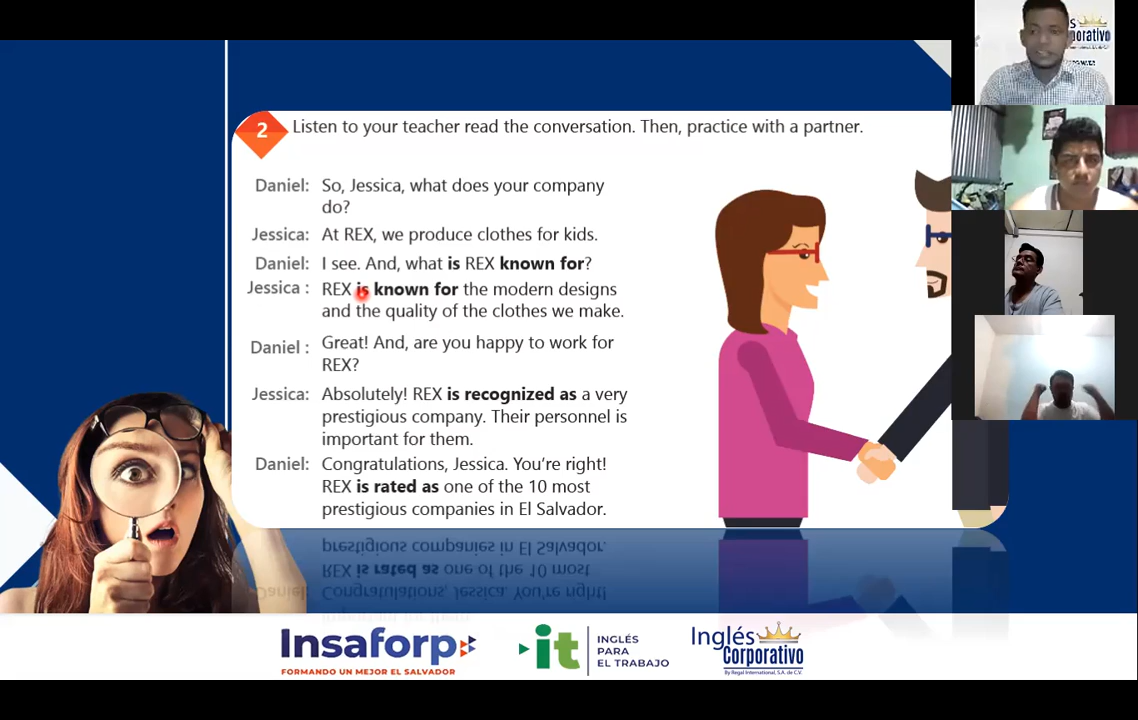 2
Listen to your teacher read the conversation. Then, practice with a partner.
Daniel: So, Jessica, what does your company
do?
Jessica: At REX, we produce clothes for kids.
Daniel: I see. And, what is REX known for?
Jessica : REX is known for the modern designs
and the quality of the clothes we make.
Daniel : Great! And, are you happy to work for
REX?
Jessica: Absolutely! REX is recognized as a very
prestigious company. Their personnel is
important for them.
Daniel: Congratulations, Jessica. You're right!
REX is rated as one of the 10 most
prestigious companies in El Salvador.
Insaforp
FORMANDO UN MEJOR EL SALVADOR
it
INGLÉS
PARA
EL TRABAJO
Inglés
Corporativo
By Regal International, S.A. de C.V.